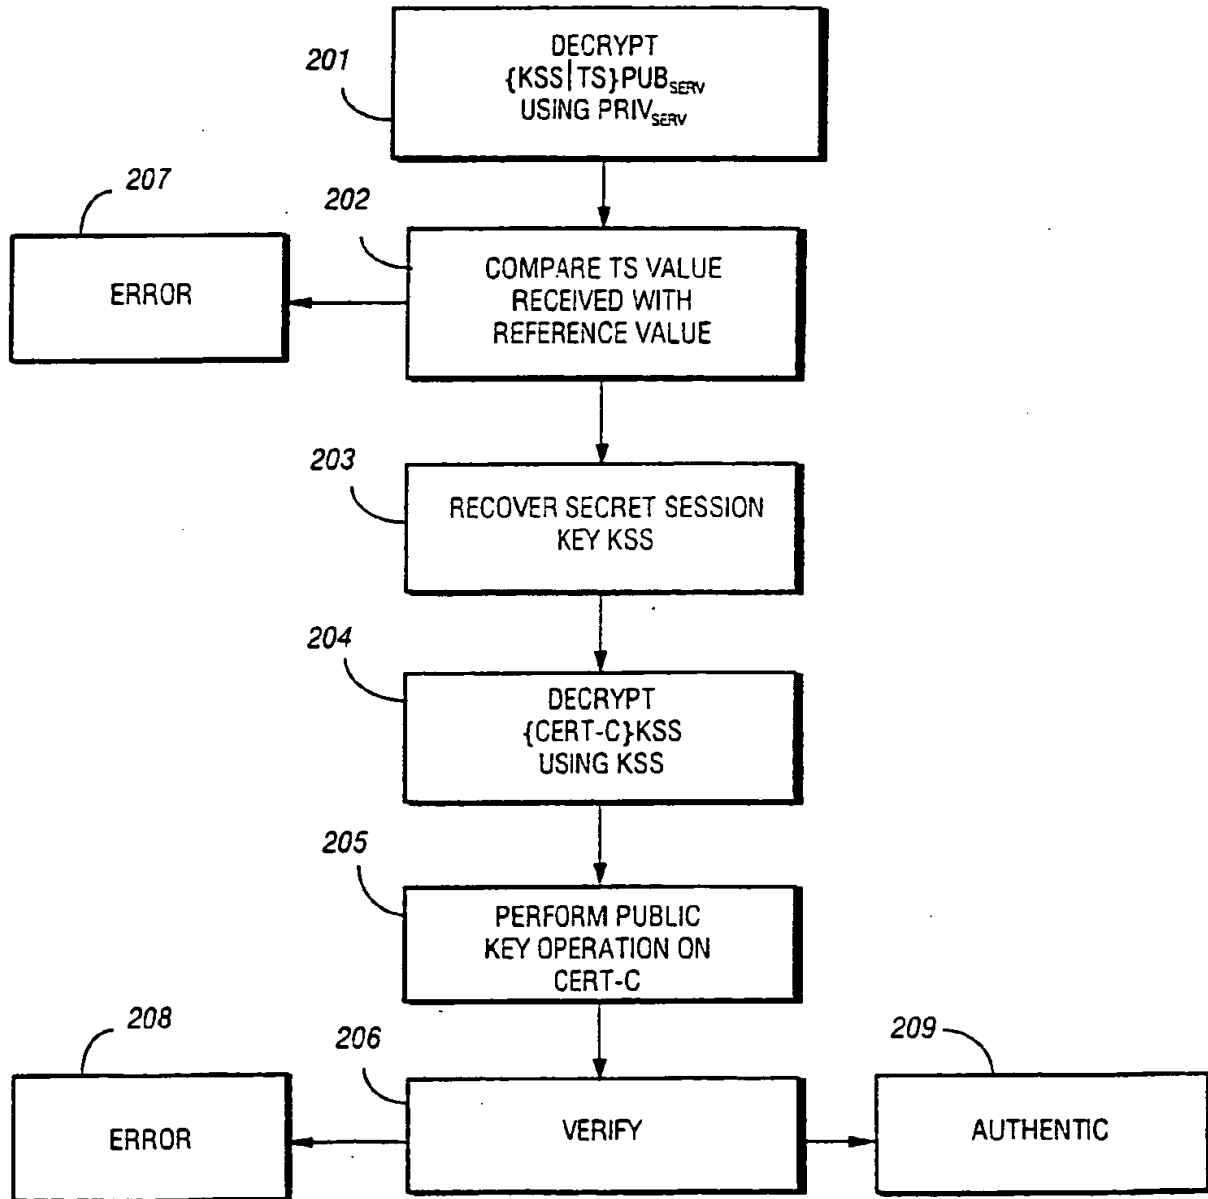 201
DECRYPT
{KSS|TS}PUBSERV
USING PRIVSERV
207
202
ERROR
COMPARE TS VALUE
RECEIVED WITH
REFERENCE VALUE
203
RECOVER SECRET SESSION
KEY KSS
204
DECRYPT
{CERT-C}KSS
USING KSS
205
PERFORM PUBLIC
KEY OPERATION ON
CERT-C
208
206
209
ERROR
VERIFY
AUTHENTIC